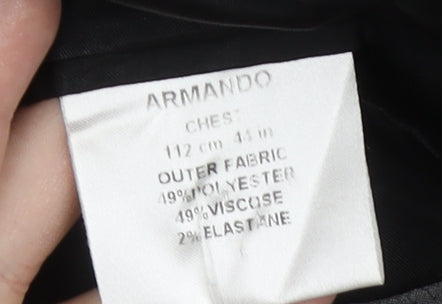 ARMANDO
CHEST
112 cm 44 in
OUTER FABRIC
49% POLYESTER
49% VISCOSE
2% ELASTANE